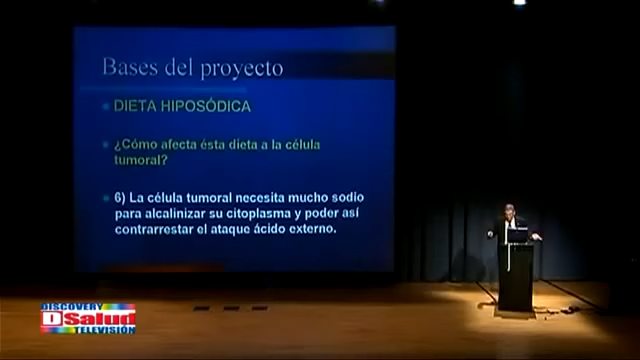 Bases del proyecto
DIETA HIPOSÓDICA
¿Cómo afecta ésta dieta a la célula
tumoral?
6) La célula tumoral necesita mucho sodio
para alcalinizar su citoplasma y poder así
contrarrestar el ataque ácido externo.
DISCOVERY
DSalud
TELEVISIÓN